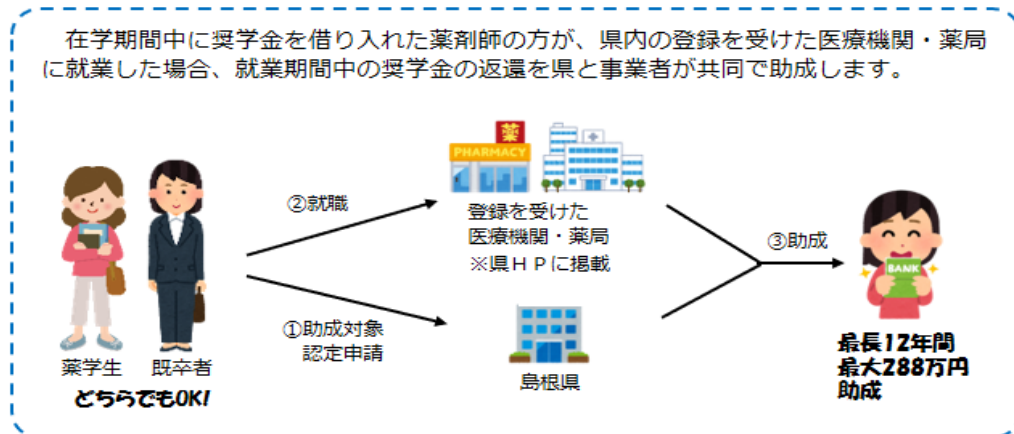 在学期間中に奨学金を借り入れた薬剤師の方が、県内の登録を受けた医療機関・薬局
に就業した場合、就業期間中の奨学金の返還を県と事業者が共同で助成します。
薬
PHARMACY
②就職
登録を受けた
医療機関・薬局
※県HPに掲載
③助成
BANK
①助成対象
認定申請
島根県
最長12年間
最大288万円
助成
薬学生 既卒者
どちらでもOK!